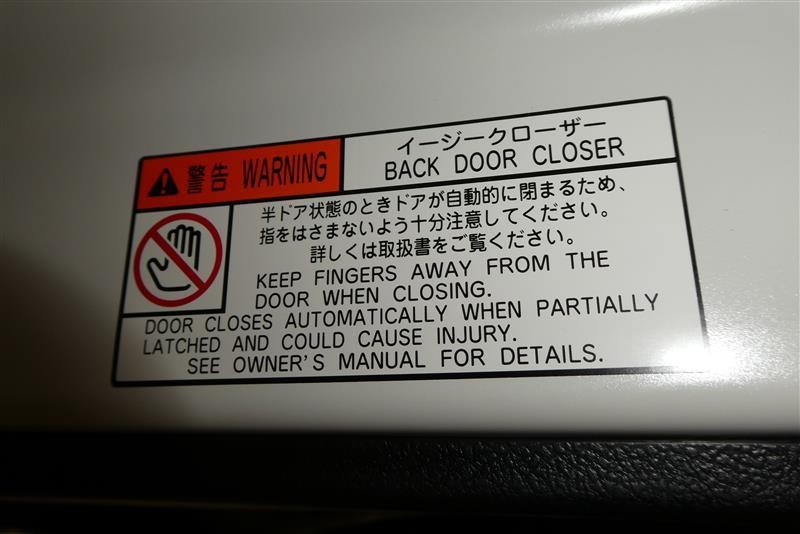 警告 WARNING
イージークローザー
BACK DOOR CLOSER
半ドア状態のときドアが自動的に閉まるため、
指をはさまないよう十分注意してください。
詳しくは取扱書をご覧ください。
KEEP FINGERS AWAY FROM THE
DOOR WHEN CLOSING.
DOOR CLOSES AUTOMATICALLY WHEN PARTIALLY
LATCHED AND COULD CAUSE INJURY.
SEE OWNER'S MANUAL FOR DETAILS.